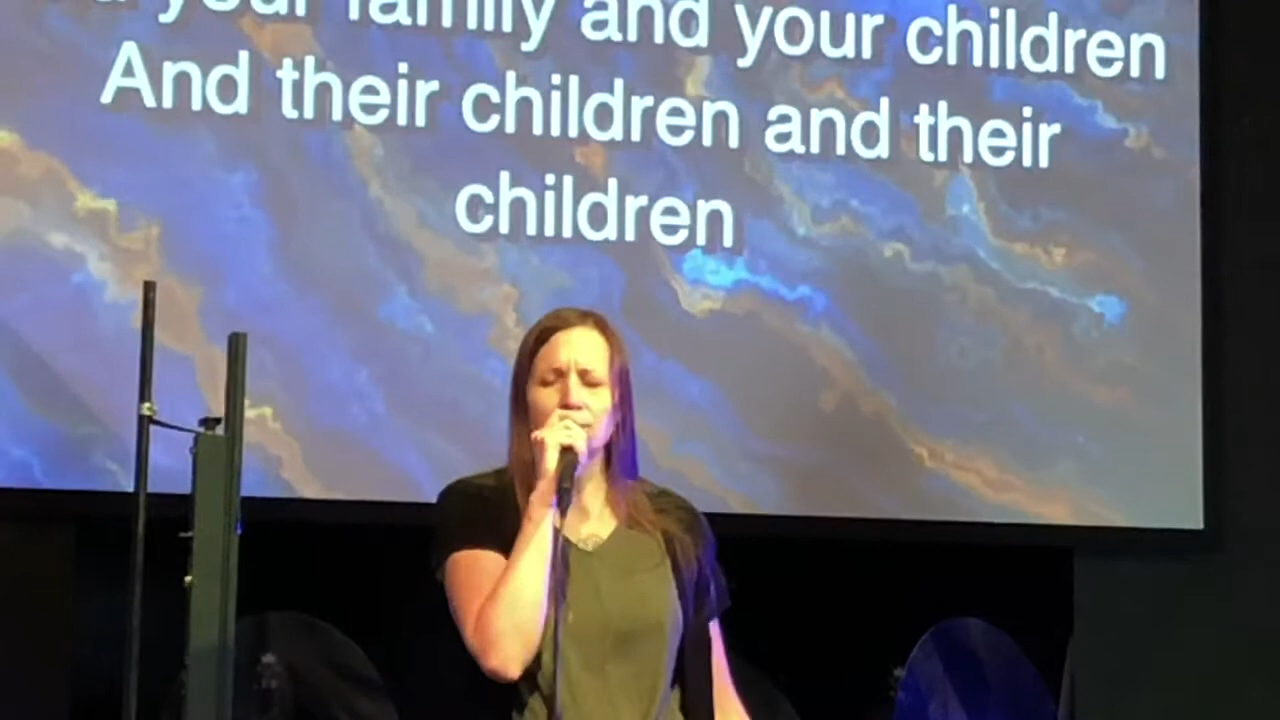 your family and your children
And their children and their
children